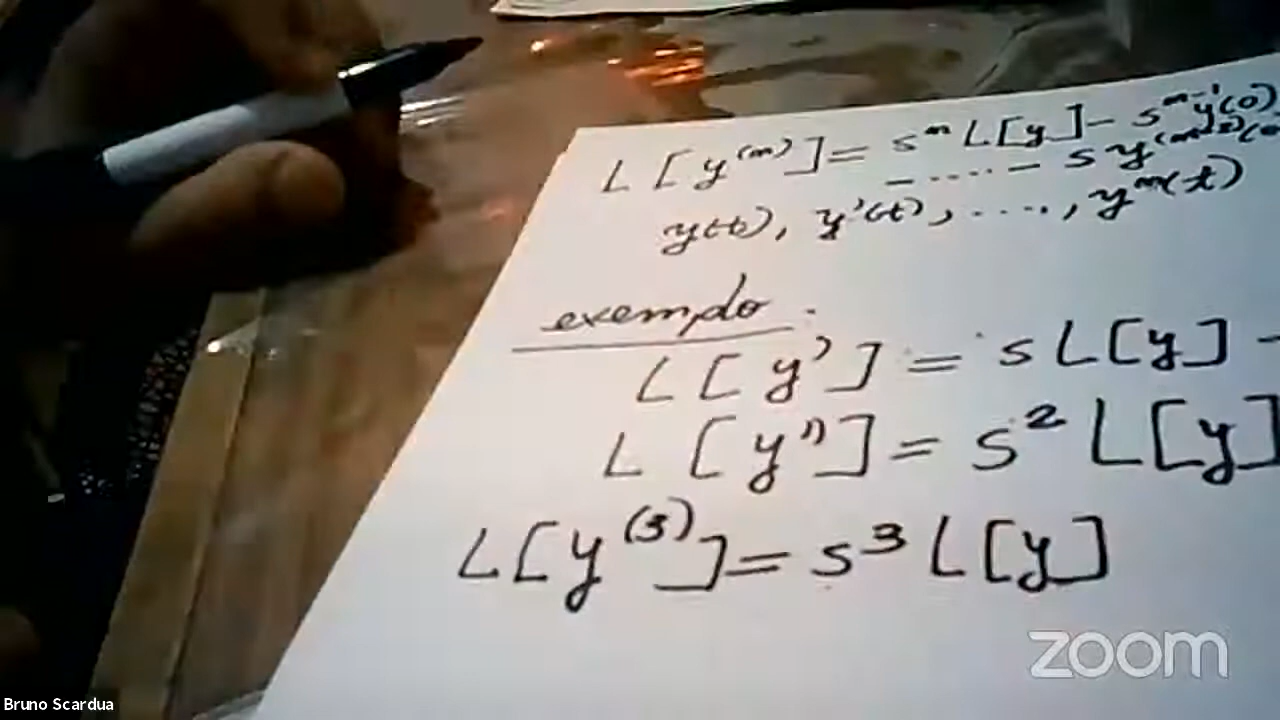 L[y^(n)] = s^n L[y] - s^(n-1) y(0)
- ..... - s y^(n-2)(0
y(t), y'(t), ...., y^n(t)
exemplo.
L[y'] = s L[y] -
L[y''] = s² L[y]
L[y^(3)] = s³ L[y]
zoom
Bruno Scardua